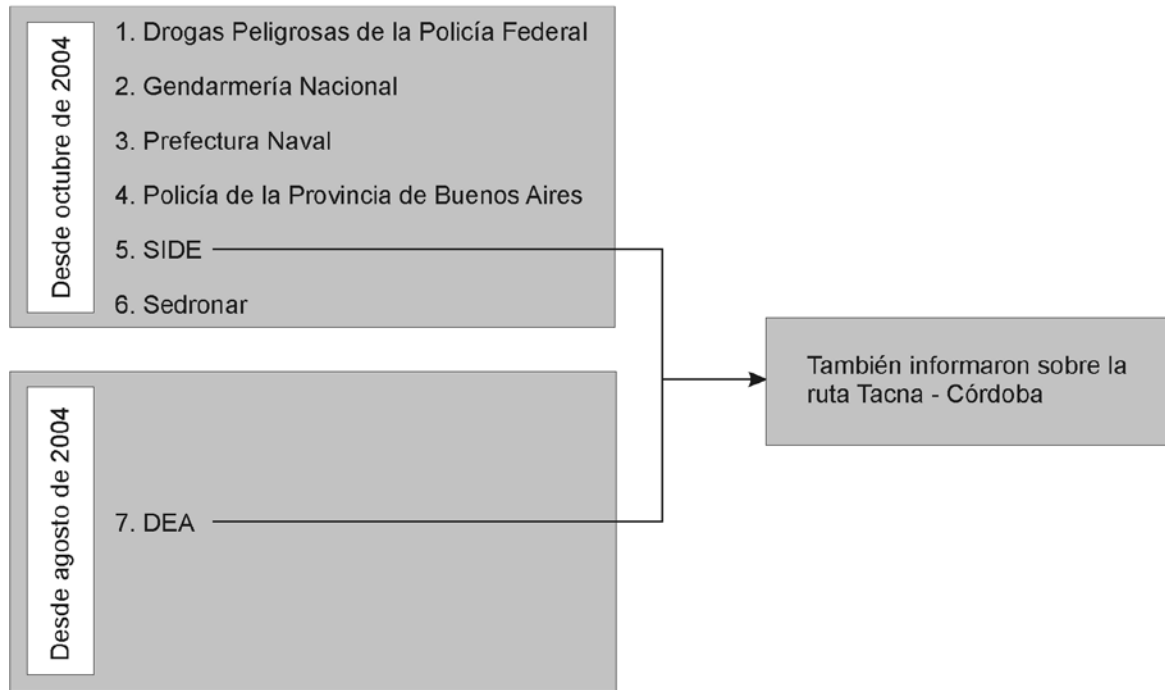 Desde octubre de 2004
1. Drogas Peligrosas de la Policía Federal
2. Gendarmería Nacional
3. Prefectura Naval
4. Policía de la Provincia de Buenos Aires
5. SIDE
6. Sedronar
Desde agosto de 2004
7. DEA
También informaron sobre la
ruta Tacna - Córdoba